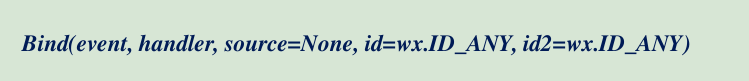 Bind(event, handler, source=None, id=wx.ID_ANY, id2=wx.ID_ANY)